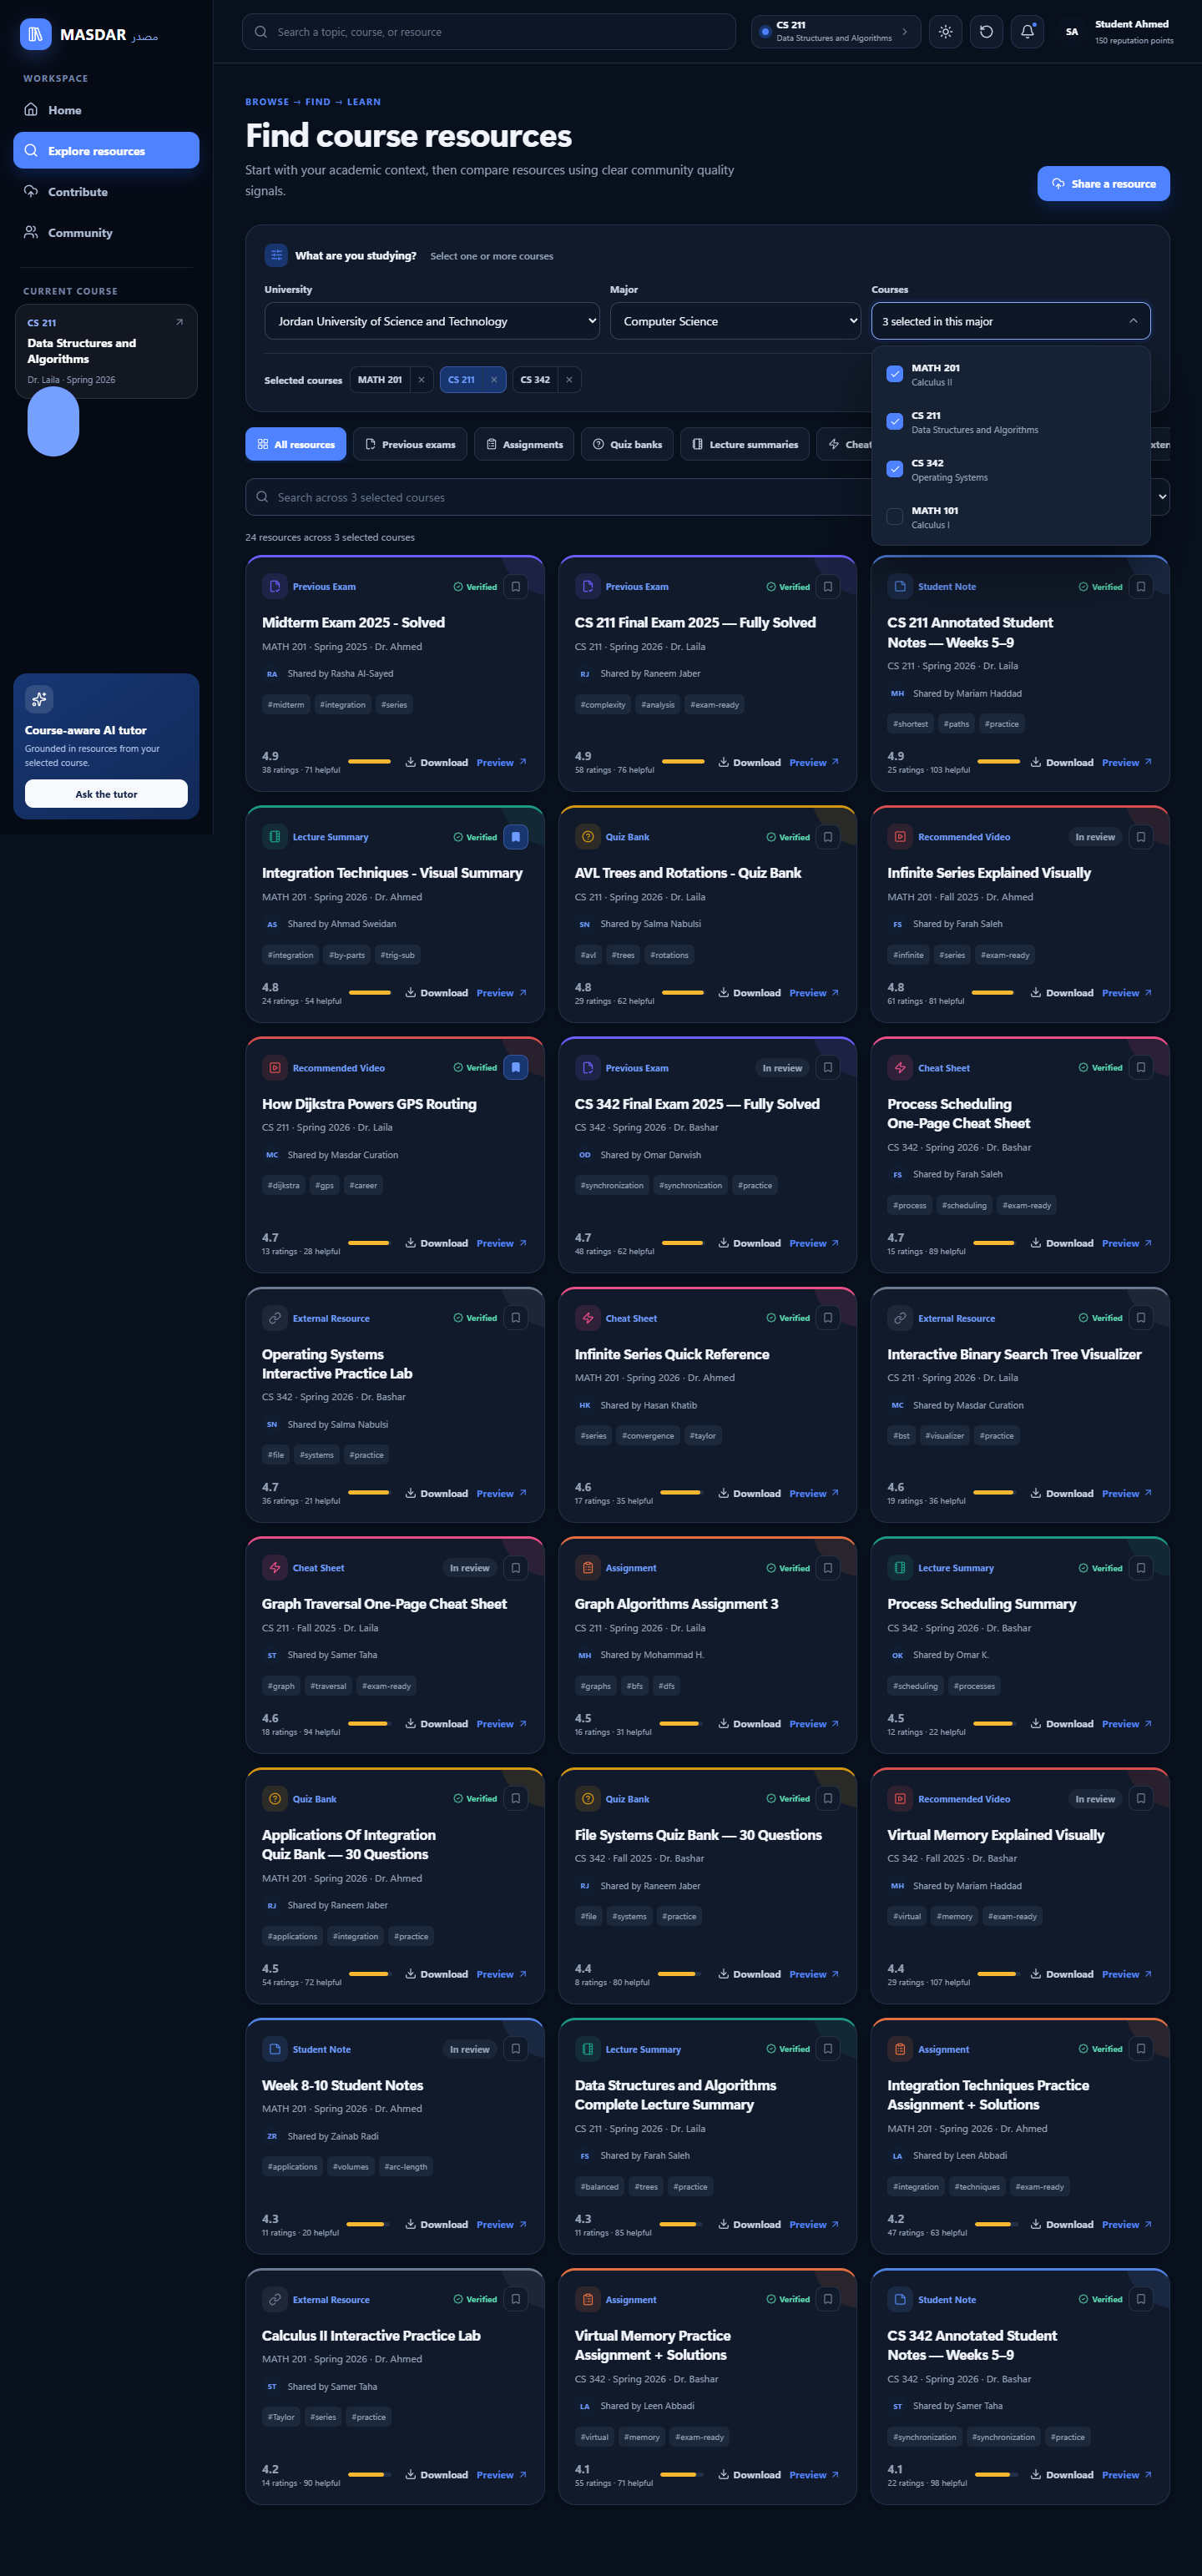 MASDAR مصدر
WORKSPACE
Home
Explore resources
Contribute
Community
CURRENT COURSE
CS 211
Data Structures and
Algorithms
Dr. Laila · Spring 2026
Course-aware AI tutor
Grounded in resources from your
selected course.
Ask the tutor
Search a topic, course, or resource
CS 211
Data Structures and Algorithms
SA
Student Ahmed
150 reputation points
BROWSE → FIND → LEARN
Find course resources
Start with your academic context, then compare resources using clear community quality
signals.
Share a resource
What are you studying? Select one or more courses
University
Jordan University of Science and Technology
Major
Computer Science
Courses
3 selected in this major
MATH 201
Calculus II
CS 211
Data Structures and Algorithms
CS 342
Operating Systems
MATH 101
Calculus I
Selected courses MATH 201 × CS 211 × CS 342 ×
All resources Previous exams Assignments Quiz banks Lecture summaries Cheat
Search across 3 selected courses
24 resources across 3 selected courses
Previous Exam Verified
Midterm Exam 2025 - Solved
MATH 201 · Spring 2025 · Dr. Ahmed
RA Shared by Rasha Al-Sayed
#midterm #integration #series
4.9
38 ratings · 71 helpful Download Preview
Previous Exam Verified
CS 211 Final Exam 2025 — Fully Solved
CS 211 · Spring 2026 · Dr. Laila
RJ Shared by Raneem Jaber
#complexity #analysis #exam-ready
4.9
58 ratings · 76 helpful Download Preview
Student Note Verified
CS 211 Annotated Student
Notes — Weeks 5–9
CS 211 · Spring 2026 · Dr. Laila
MH Shared by Mariam Haddad
#shortest #paths #practice
4.9
25 ratings · 103 helpful Download Preview
Lecture Summary Verified
Integration Techniques - Visual Summary
MATH 201 · Spring 2026 · Dr. Ahmed
AS Shared by Ahmad Sweidan
#integration #by-parts #trig-sub
4.8
24 ratings · 54 helpful Download Preview
Quiz Bank Verified
AVL Trees and Rotations - Quiz Bank
CS 211 · Spring 2026 · Dr. Laila
SN Shared by Salma Nabulsi
#avl #trees #rotations
4.8
29 ratings · 62 helpful Download Preview
Recommended Video In review
Infinite Series Explained Visually
MATH 201 · Fall 2025 · Dr. Ahmed
FS Shared by Farah Saleh
#infinite #series #exam-ready
4.8
61 ratings · 81 helpful Download Preview
Recommended Video Verified
How Dijkstra Powers GPS Routing
CS 211 · Spring 2026 · Dr. Laila
MC Shared by Masdar Curation
#dijkstra #gps #career
4.7
13 ratings · 28 helpful Download Preview
Previous Exam In review
CS 342 Final Exam 2025 — Fully Solved
CS 342 · Spring 2026 · Dr. Bashar
OD Shared by Omar Darwish
#synchronization #synchronization #practice
4.7
48 ratings · 62 helpful Download Preview
Cheat Sheet Verified
Process Scheduling
One-Page Cheat Sheet
CS 342 · Spring 2026 · Dr. Bashar
FS Shared by Farah Saleh
#process #scheduling #exam-ready
4.7
15 ratings · 89 helpful Download Preview
External Resource Verified
Operating Systems
Interactive Practice Lab
CS 342 · Spring 2026 · Dr. Bashar
SN Shared by Salma Nabulsi
#file #systems #practice
4.7
36 ratings · 21 helpful Download Preview
Cheat Sheet Verified
Infinite Series Quick Reference
MATH 201 · Spring 2026 · Dr. Ahmed
HK Shared by Hasan Khatib
#series #convergence #taylor
4.6
17 ratings · 35 helpful Download Preview
External Resource Verified
Interactive Binary Search Tree Visualizer
CS 211 · Spring 2026 · Dr. Laila
MC Shared by Masdar Curation
#bst #visualizer #practice
4.6
19 ratings · 36 helpful Download Preview
Cheat Sheet In review
Graph Traversal One-Page Cheat Sheet
CS 211 · Fall 2025 · Dr. Laila
ST Shared by Samer Taha
#graph #traversal #exam-ready
4.6
18 ratings · 94 helpful Download Preview
Assignment Verified
Graph Algorithms Assignment 3
CS 211 · Spring 2026 · Dr. Laila
MH Shared by Mohammad H.
#graphs #bfs #dfs
4.5
16 ratings · 31 helpful Download Preview
Lecture Summary Verified
Process Scheduling Summary
CS 342 · Spring 2026 · Dr. Bashar
OK Shared by Omar K.
#scheduling #processes
4.5
12 ratings · 22 helpful Download Preview
Quiz Bank Verified
Applications Of Integration
Quiz Bank — 30 Questions
MATH 201 · Spring 2026 · Dr. Ahmed
RJ Shared by Raneem Jaber
#applications #integration #practice
4.5
54 ratings · 72 helpful Download Preview
Quiz Bank Verified
File Systems Quiz Bank — 30 Questions
CS 342 · Fall 2025 · Dr. Bashar
RJ Shared by Raneem Jaber
#file #systems #practice
4.4
8 ratings · 80 helpful Download Preview
Recommended Video In review
Virtual Memory Explained Visually
CS 342 · Fall 2025 · Dr. Bashar
MH Shared by Mariam Haddad
#virtual #memory #exam-ready
4.4
29 ratings · 107 helpful Download Preview
Student Note In review
Week 8-10 Student Notes
MATH 201 · Spring 2026 · Dr. Ahmed
ZR Shared by Zainab Radi
#applications #volumes #arc-length
4.3
11 ratings · 20 helpful Download Preview
Lecture Summary Verified
Data Structures and Algorithms
Complete Lecture Summary
CS 211 · Spring 2026 · Dr. Laila
FS Shared by Farah Saleh
#balanced #trees #practice
4.3
11 ratings · 85 helpful Download Preview
Assignment Verified
Integration Techniques Practice
Assignment + Solutions
MATH 201 · Spring 2026 · Dr. Ahmed
LA Shared by Leen Abbadi
#integration #techniques #exam-ready
4.2
47 ratings · 63 helpful Download Preview
External Resource Verified
Calculus II Interactive Practice Lab
MATH 201 · Spring 2026 · Dr. Ahmed
ST Shared by Samer Taha
#Taylor #series #practice
4.2
14 ratings · 90 helpful Download Preview
Assignment Verified
Virtual Memory Practice
Assignment + Solutions
CS 342 · Spring 2026 · Dr. Bashar
LA Shared by Leen Abbadi
#virtual #memory #exam-ready
4.1
55 ratings · 71 helpful Download Preview
Student Note Verified
CS 342 Annotated Student
Notes — Weeks 5–9
CS 342 · Spring 2026 · Dr. Bashar
ST Shared by Samer Taha
#synchronization #synchronization #practice
4.1
22 ratings · 98 helpful Download Preview